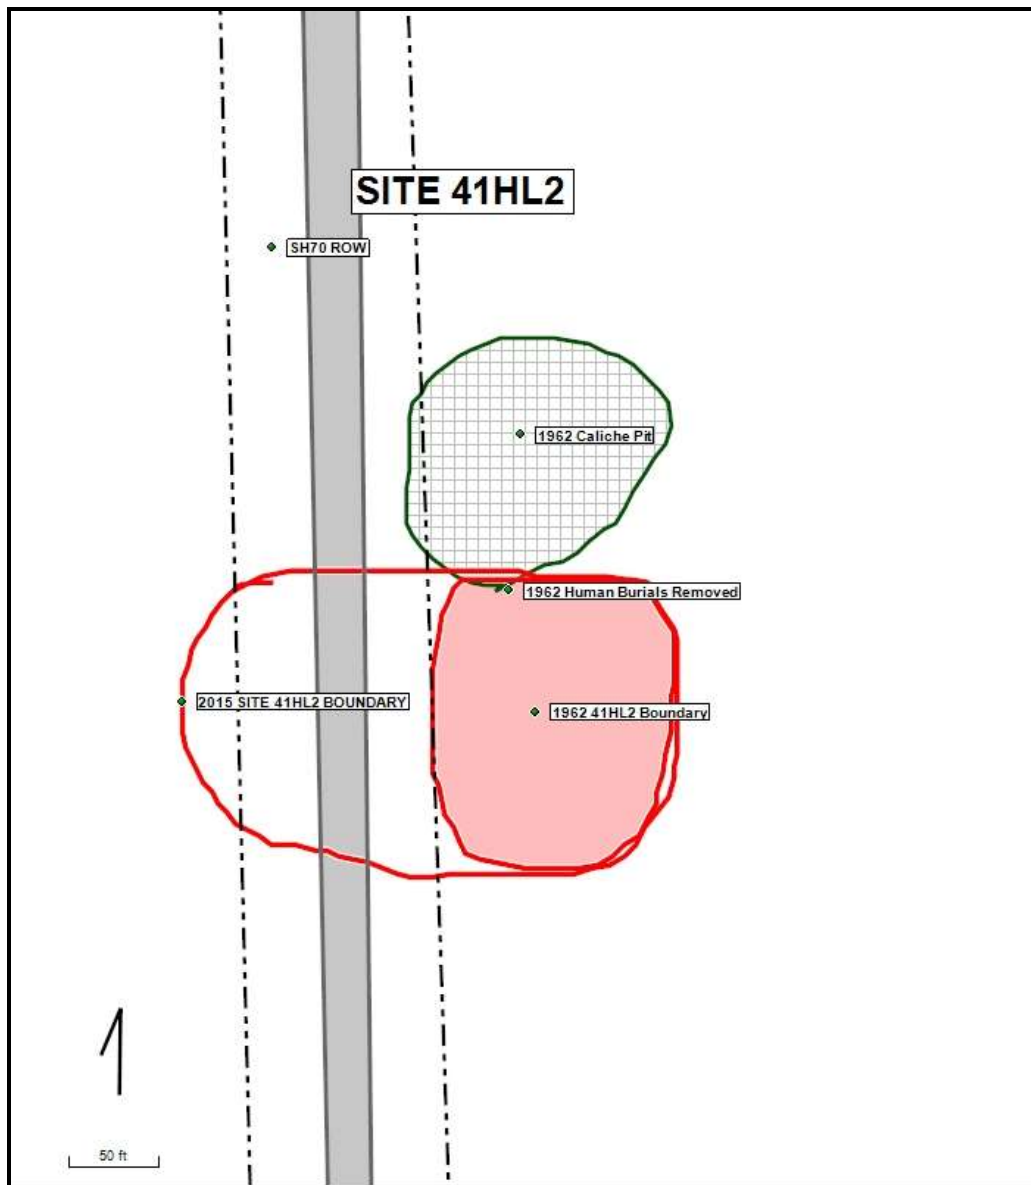 SITE 41HL2
SH70 ROW
1962 Caliche Pit
1962 Human Burials Removed
2015 SITE 41HL2 BOUNDARY
1962 41HL2 Boundary
50 ft